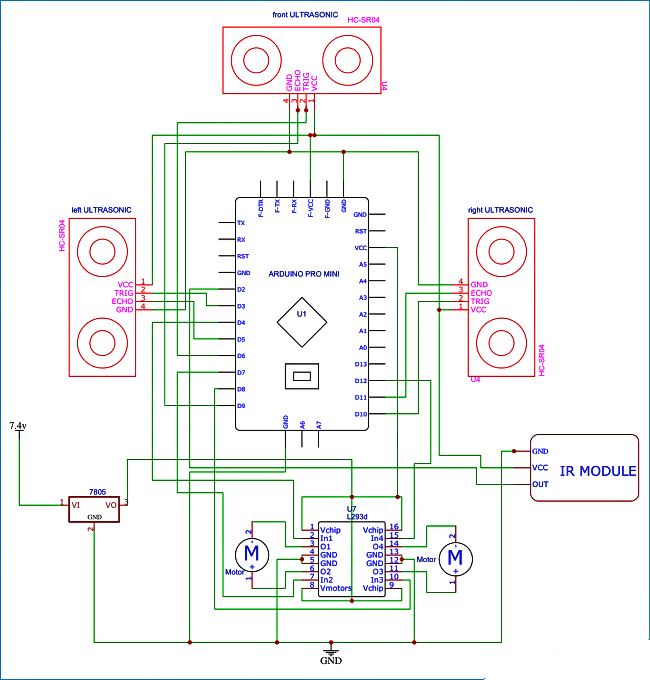 front ULTRASONIC
HC-SR04
GND
ECHO
TRIG
VCC
U4
4 3 2 1
left ULTRASONIC
HC-SR04
VCC 1
TRIG 2
ECHO 3
GND 4
right ULTRASONIC
4 GND
3 ECHO
2 TRIG
1 VCC
HC-SR04
U4
F-DTR
F-TX
F-RX
F-VCC
F-GND
GND
TX
RX
RST
GND
D2
D3
D4
D5
D6
D7
D8
D9
ARDUINO PRO MINI
U1
GND
RST
VCC
A5
A4
A3
A2
A1
A0
D13
D12
D11
D10
GND
A6
A7
7.4v
7805
1 VI VO 3
GND
2
GND
VCC
OUT
IR MODULE
U7
L293d
1 Vchip Vchip 16
2 In1 In4 15
3 O1 O4 14
4 GND GND 13
5 GND GND 12
6 O2 O3 11
7 In2 In3 10
8 Vmotors Vchip 9
2
M
+
1
Motor
2
M
+
1
Motor
GND